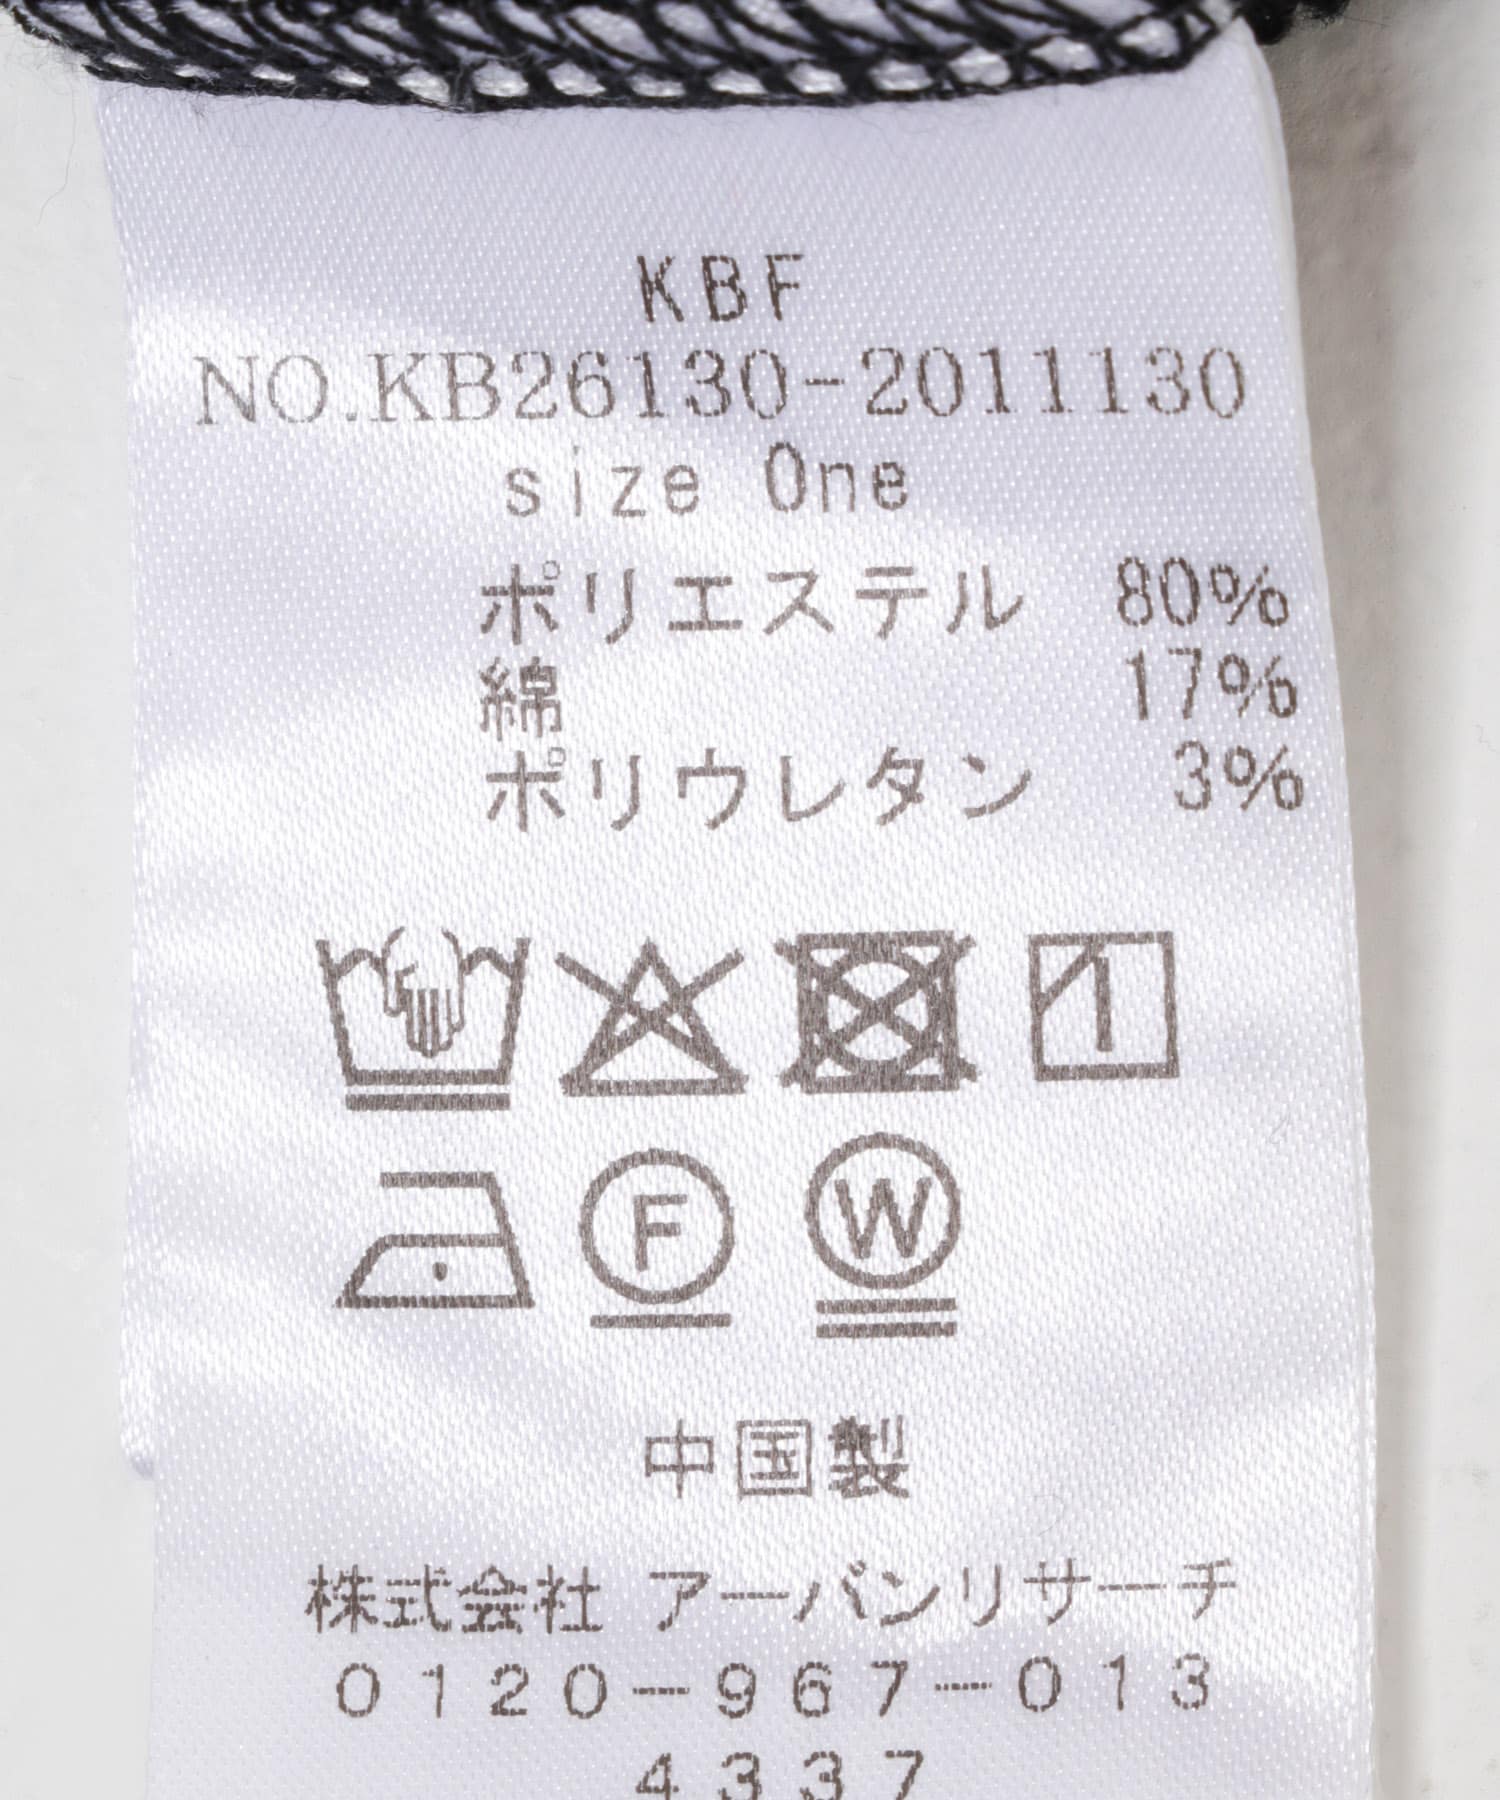 KBF
NO.KB26130-2011130
size One
ポリエステル 80%
綿 17%
ポリウレタン 3%
1
F W
中国製
株式会社 アーバンリサーチ
0120-967-013
4337